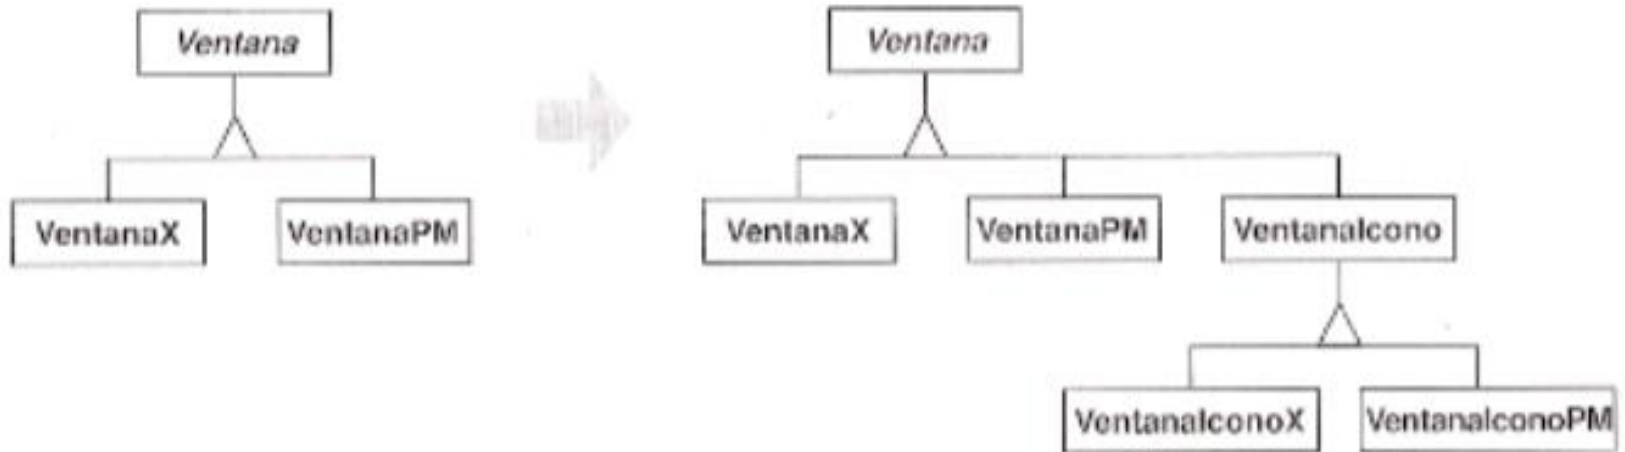 Ventana
VentanaX
VentanaPM
Ventana
VentanaX
VentanaPM
VentanaIcono
VentanaIconoX
VentanaIconoPM